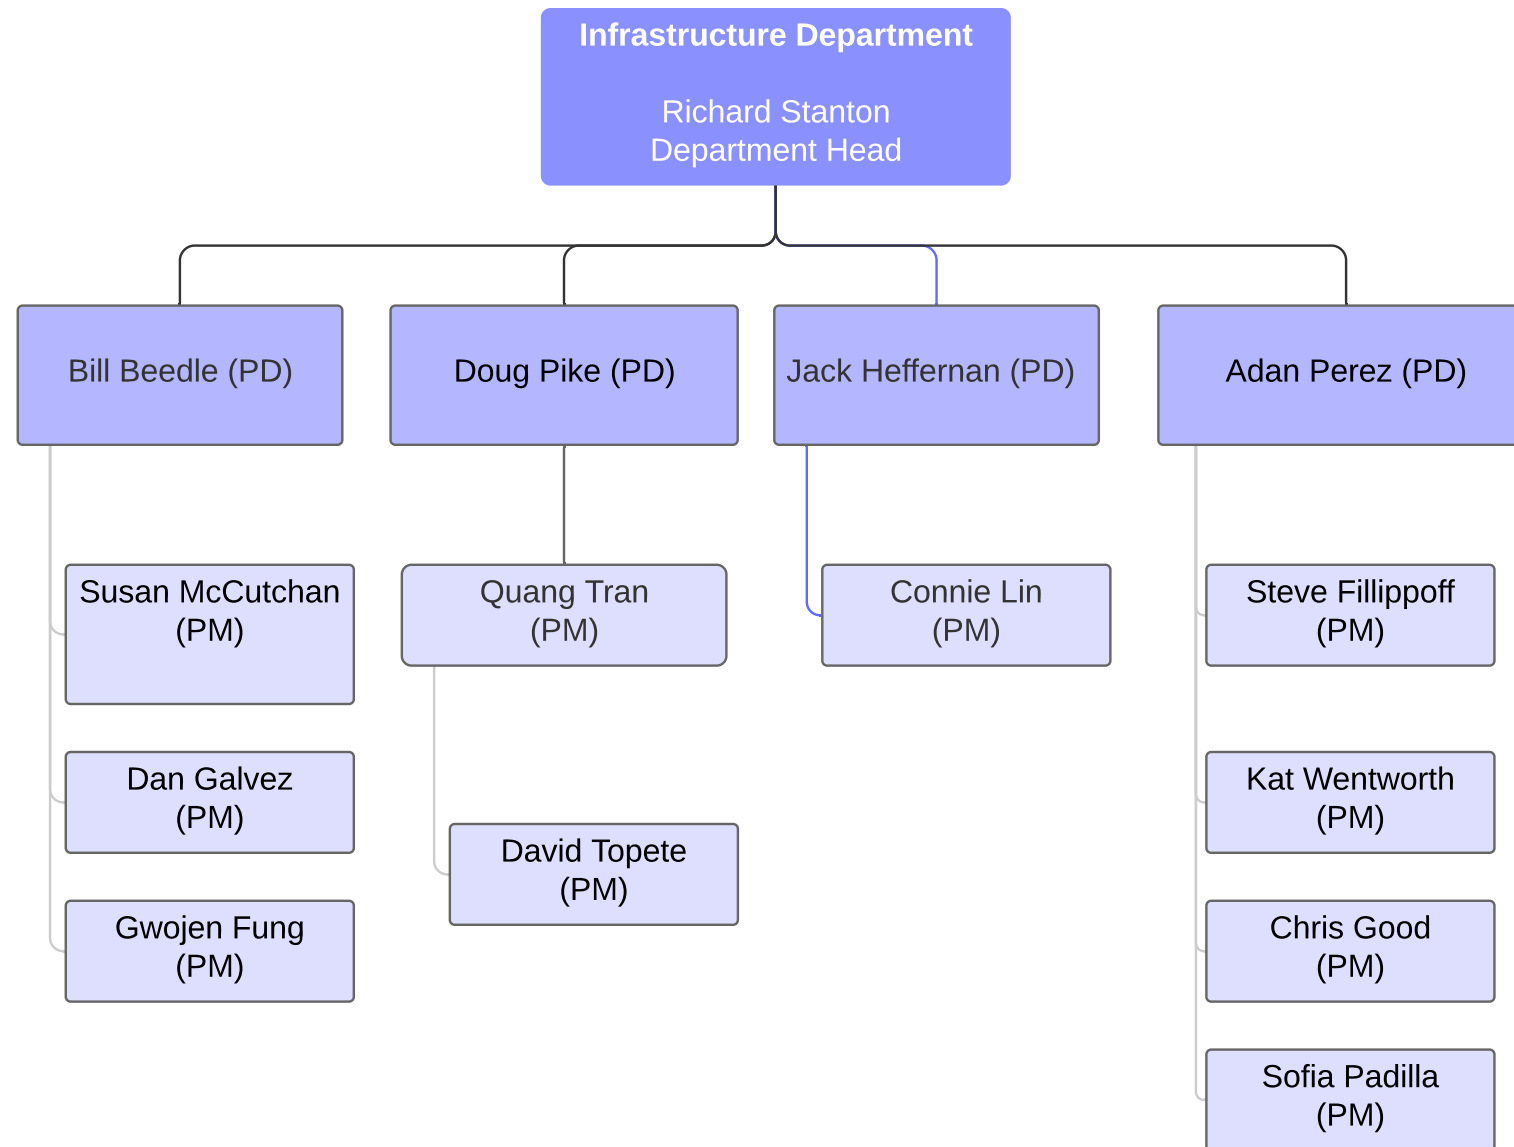 Infrastructure Department
Richard Stanton
Department Head
Bill Beedle (PD)
Doug Pike (PD)
Jack Heffernan (PD)
Adan Perez (PD)
Susan McCutchan
(PM)
Quang Tran
(PM)
Connie Lin
(PM)
Steve Fillippoff
(PM)
Dan Galvez
(PM)
Kat Wentworth
(PM)
David Topete
(PM)
Gwojen Fung
(PM)
Chris Good
(PM)
Sofia Padilla
(PM)